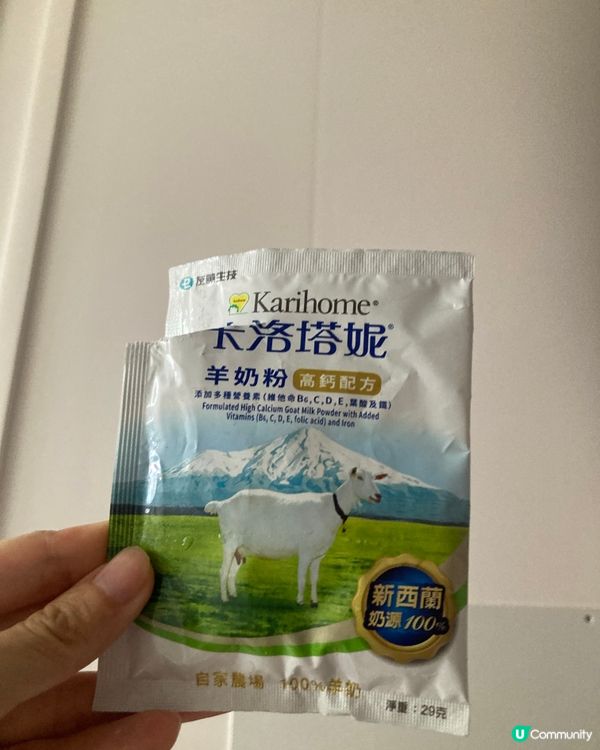 友華生技
Karihome®
卡洛塔妮®
羊奶粉 高鈣配方
添加多種營養素(維他命B6,C,D,E,葉酸及鐵)
Formulated High Calcium Goat Milk Powder with Added
Vitamins (B6, C, D, E, folic acid) and Iron
新西蘭
奶源100%
自家農場 100%羊奶
淨重:29克
U Community